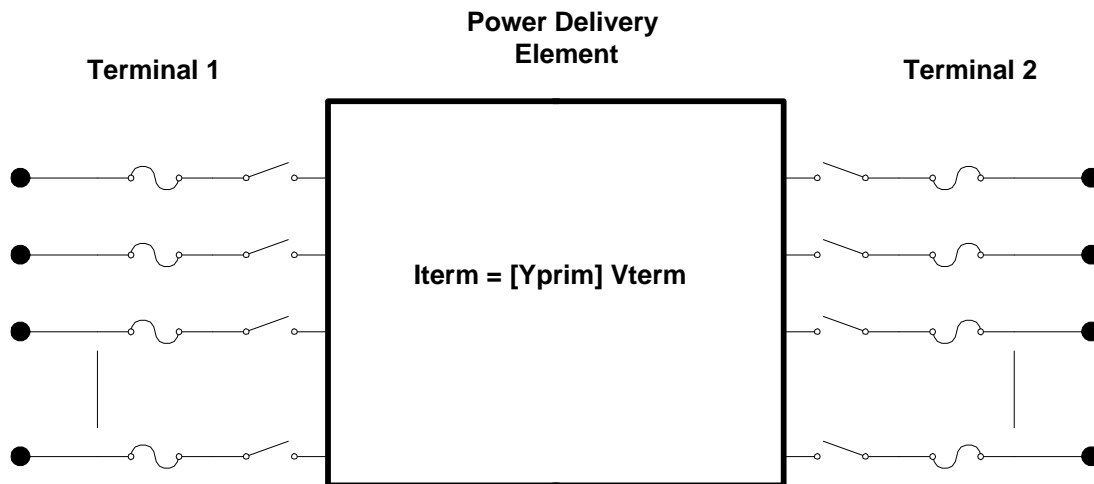 Power Delivery
Element
Terminal 1
Terminal 2
Iterm = [Yprim] Vterm